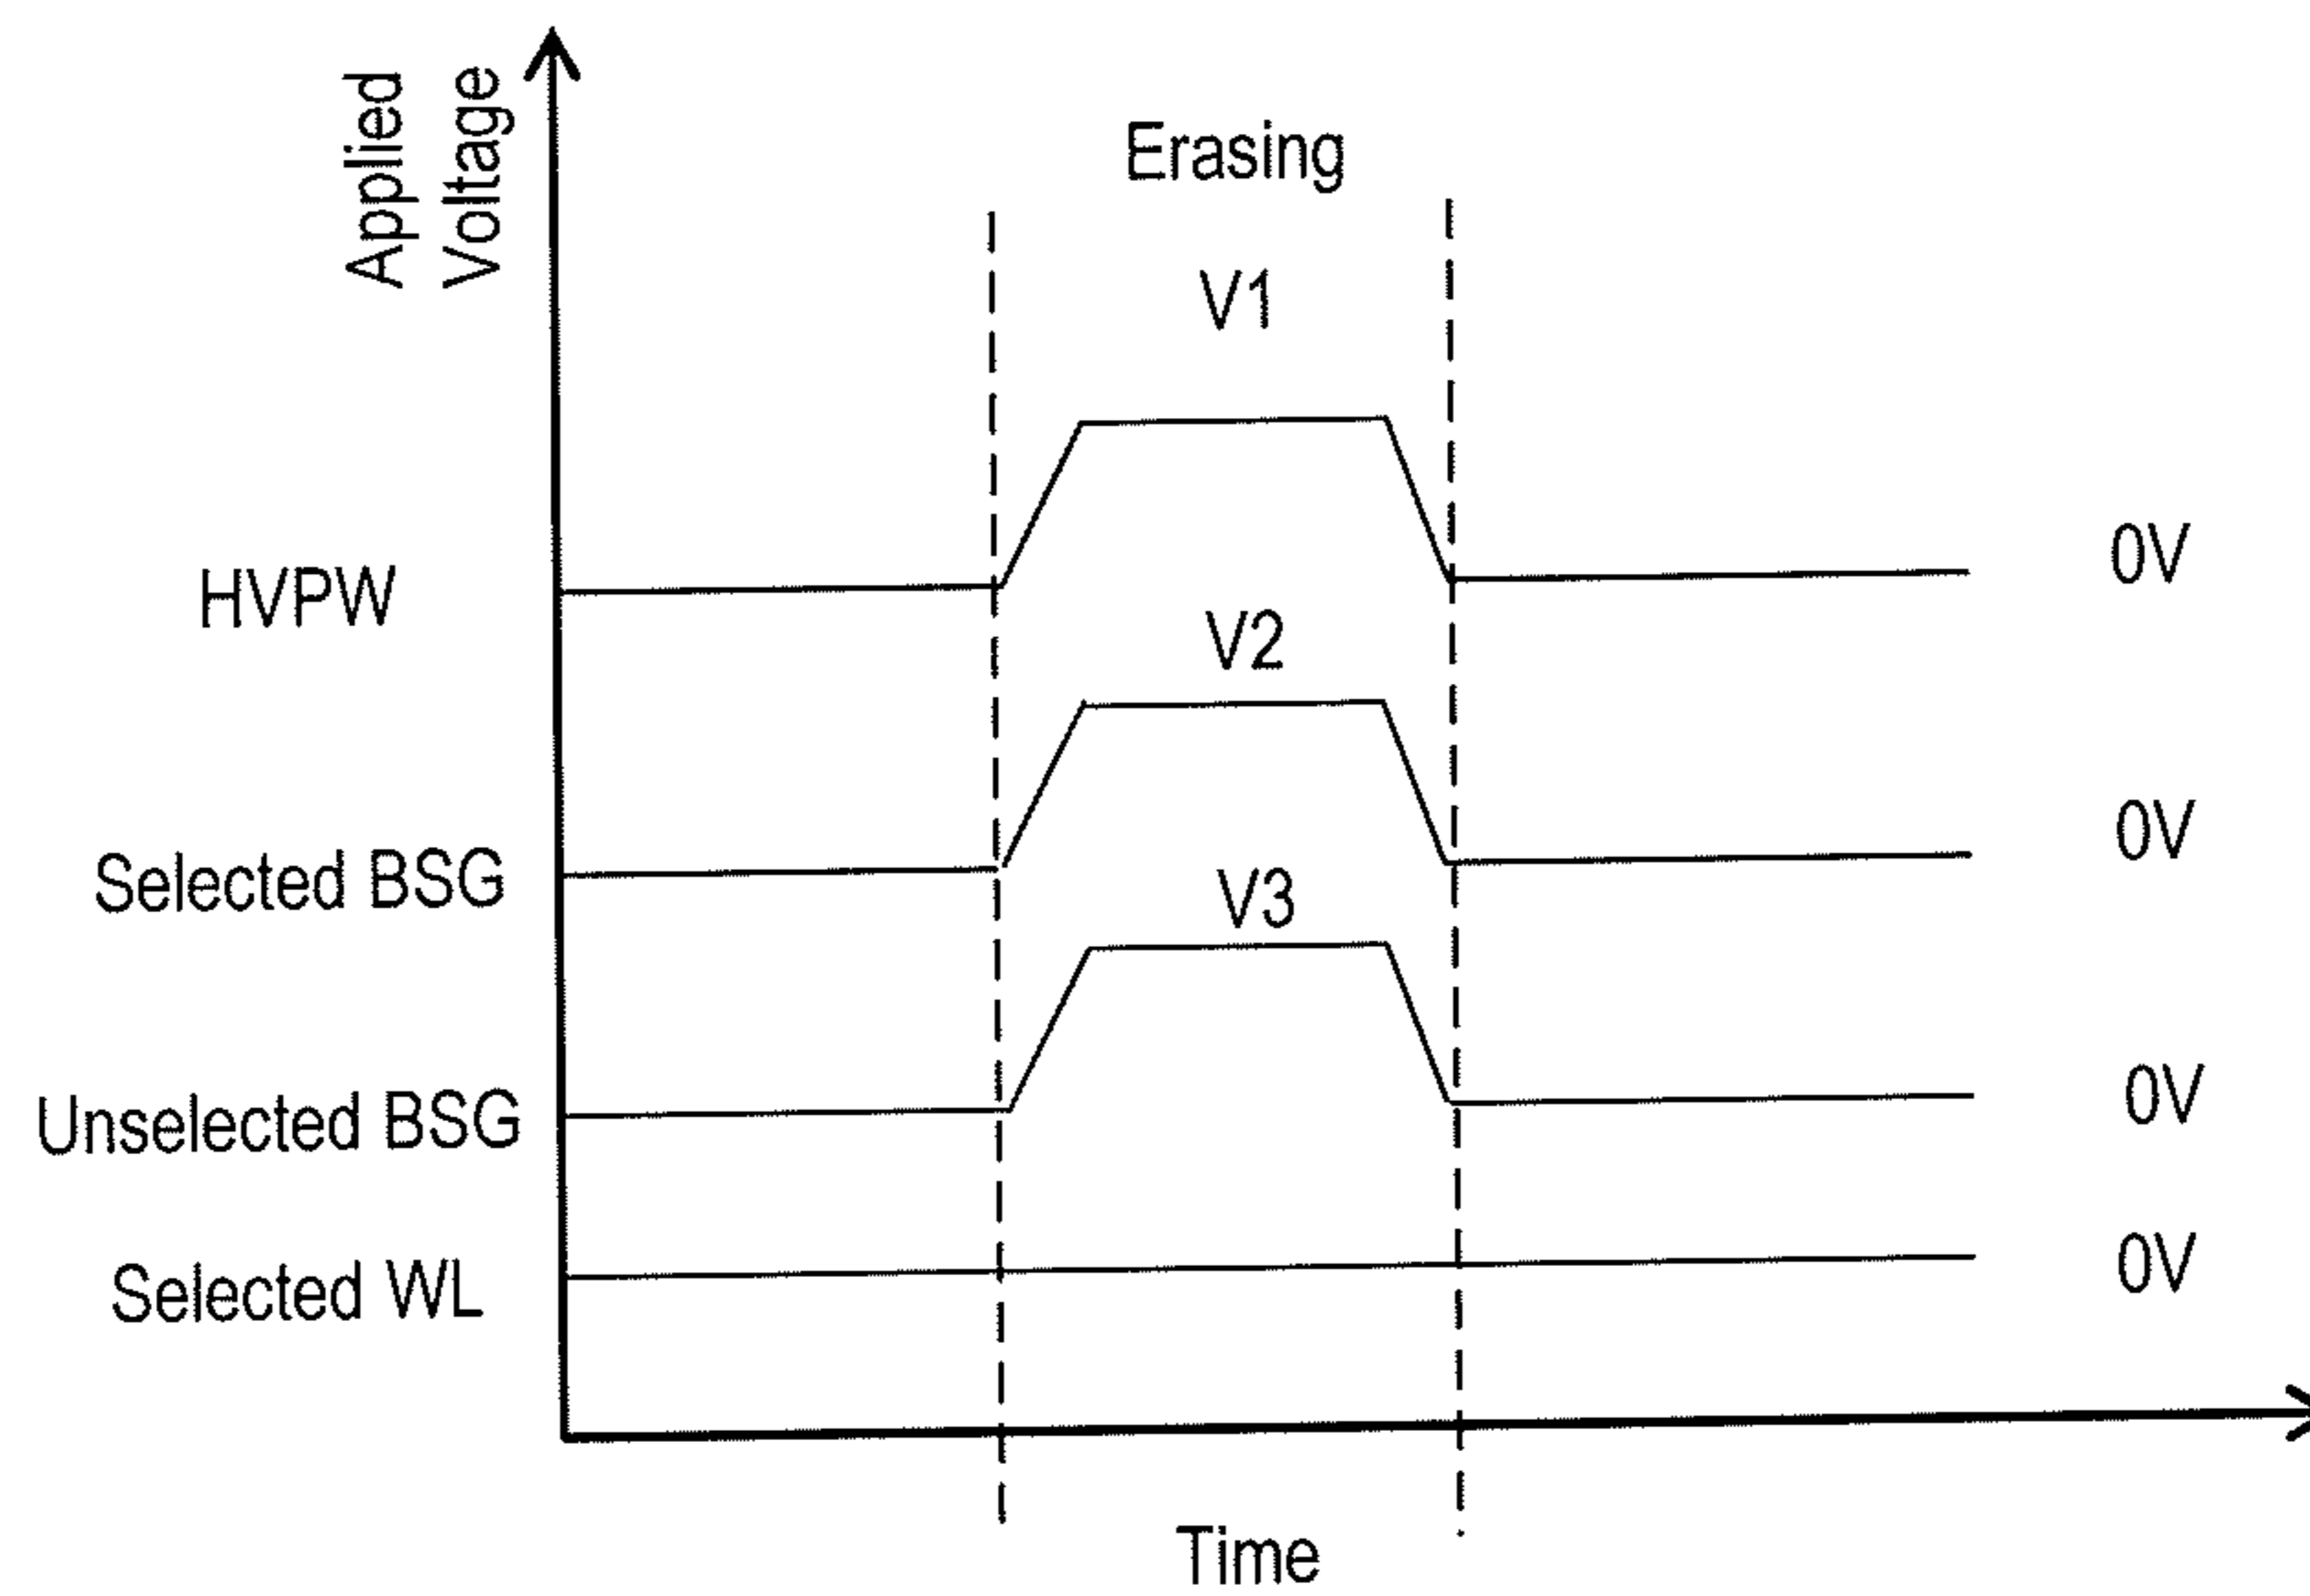 Applied
Voltage
Erasing
V1
HVPW
0V
V2
Selected BSG
0V
V3
Unselected BSG
0V
Selected WL
0V
Time